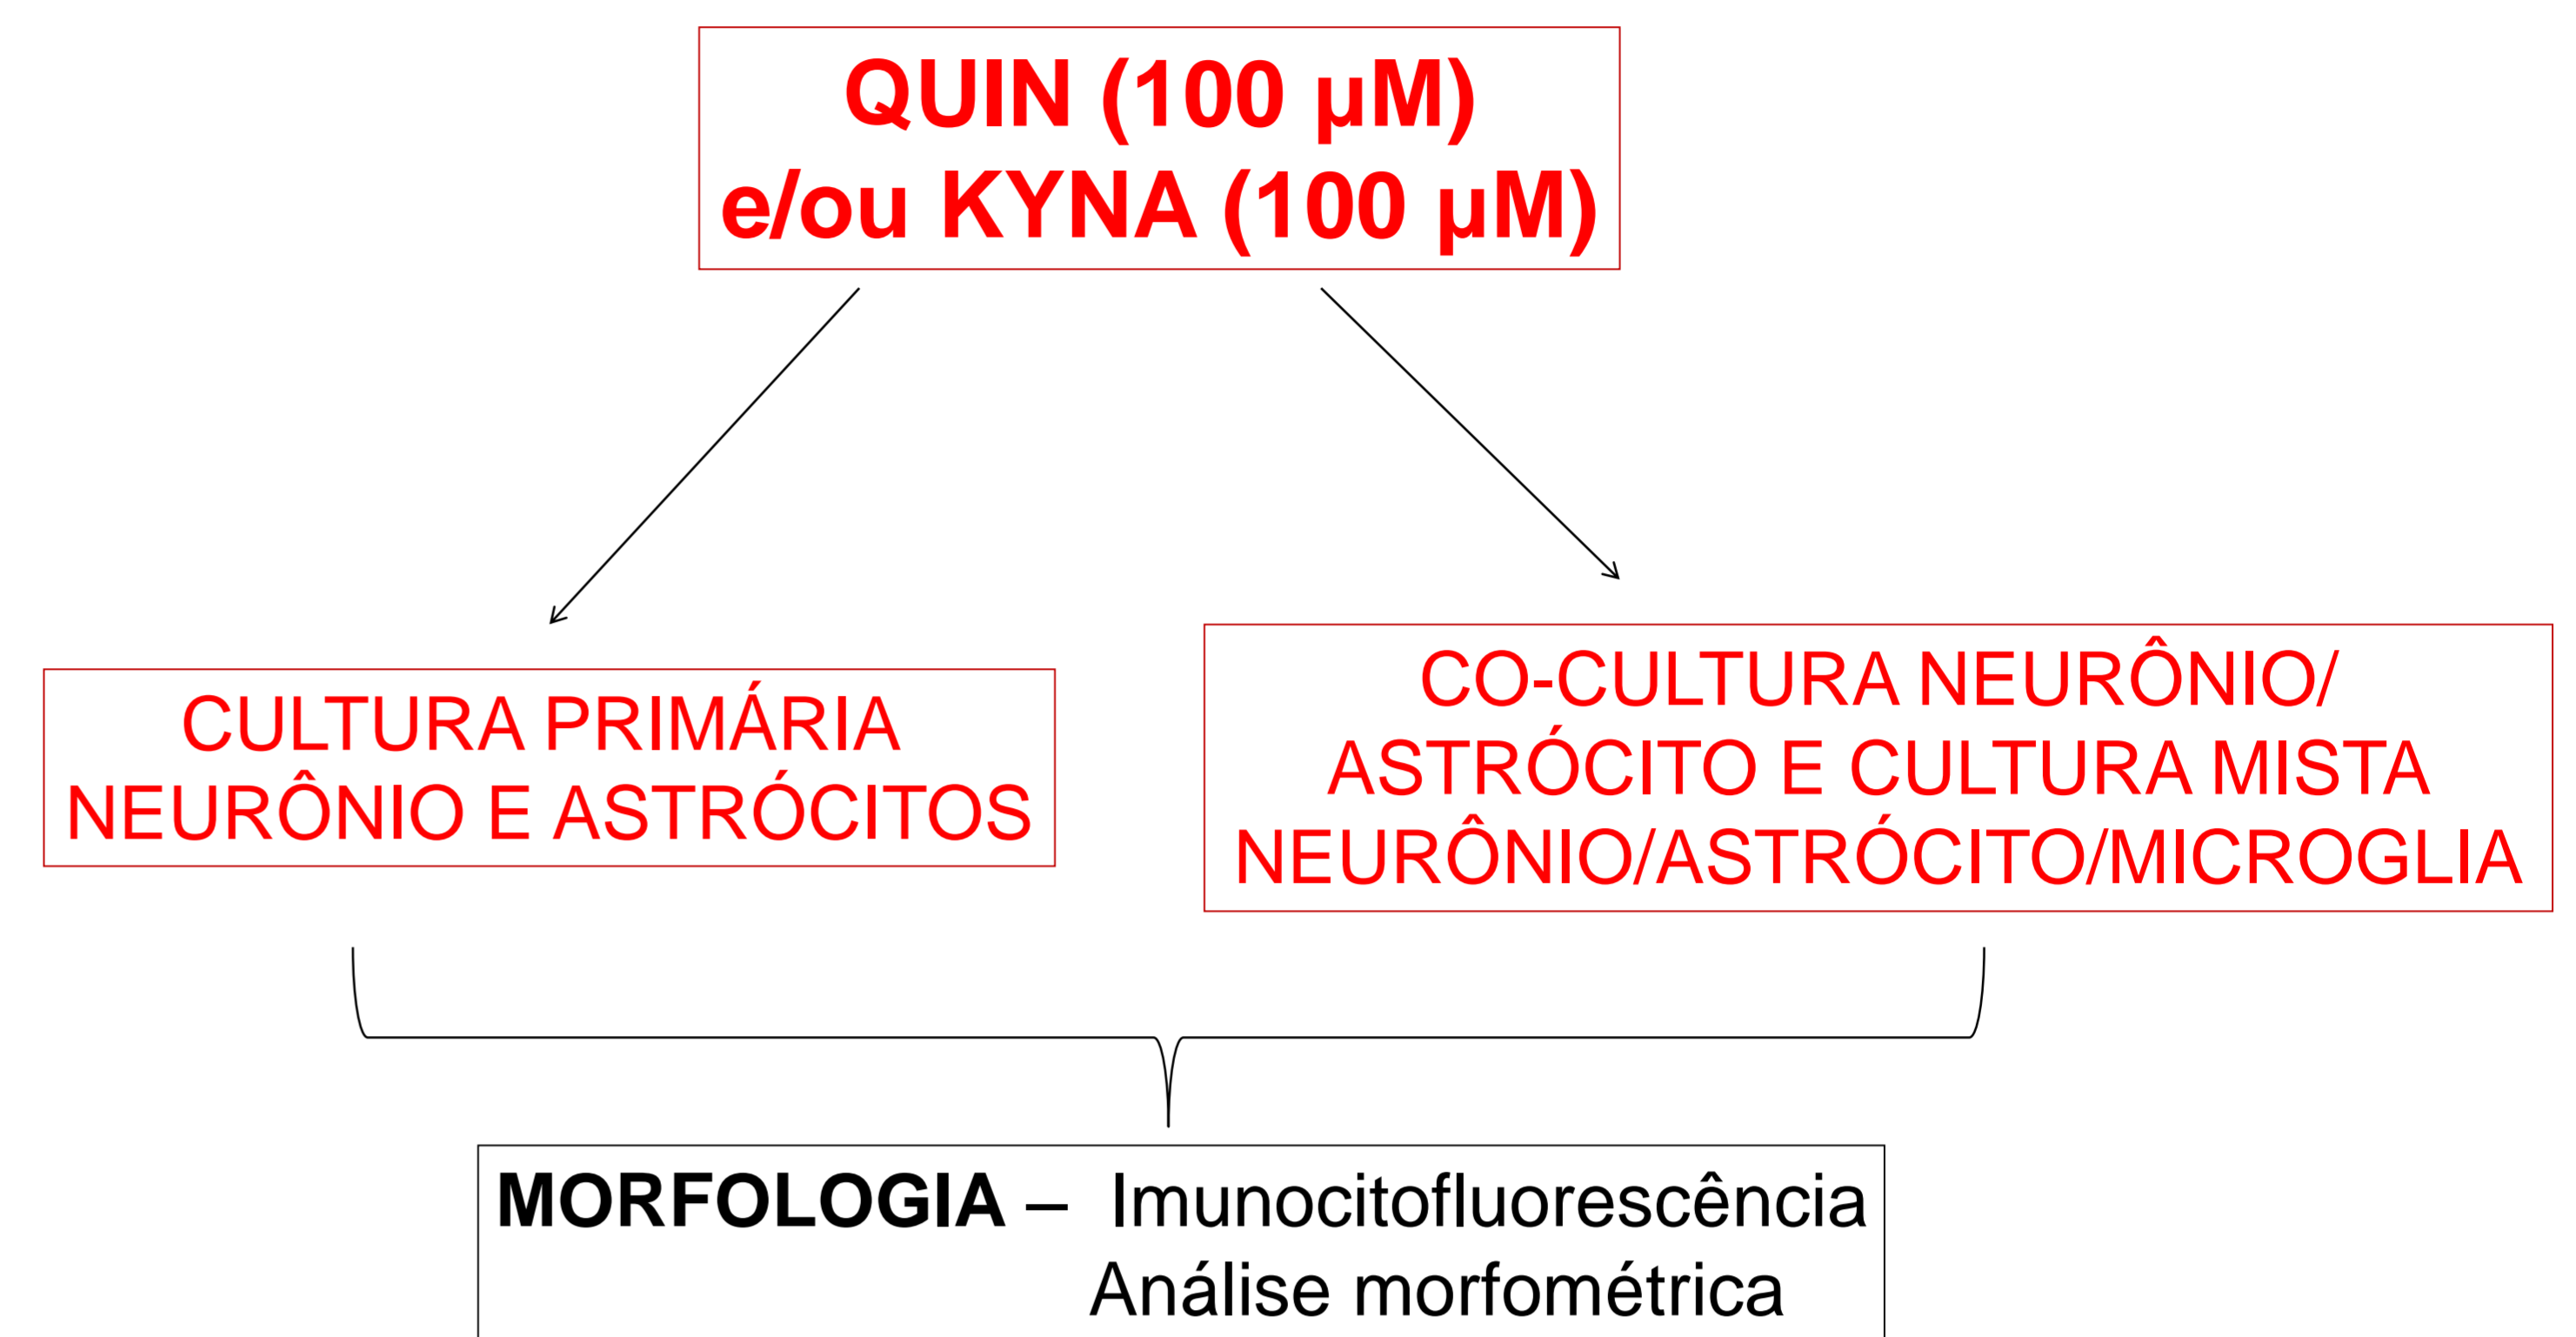 QUIN (100 µM)
e/ou KYNA (100 µM)
CULTURA PRIMÁRIA
NEURÔNIO E ASTRÓCITOS
CO-CULTURA NEURÔNIO/
ASTRÓCITO E CULTURA MISTA
NEURÔNIO/ASTRÓCITO/MICROGLIA
MORFOLOGIA – Imunocitofluorescência
Análise morfométrica